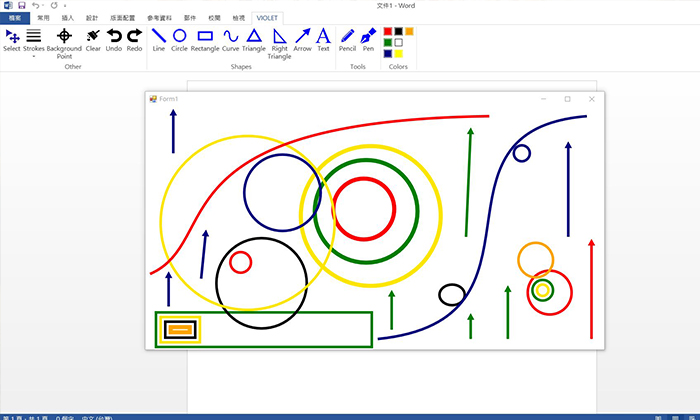 文件1 - Word
檔案 常用 插入 設計 版面配置 參考資料 郵件 校閱 檢視 VIOLET
Select Strokes Background Point Clear Undo Redo Line Circle Rectangle Curve Triangle Right Triangle Arrow Text Pencil Pen
Other Shapes Tools Colors
Form1
第 1 頁，共 1 頁 0 個字 中文 (台灣)